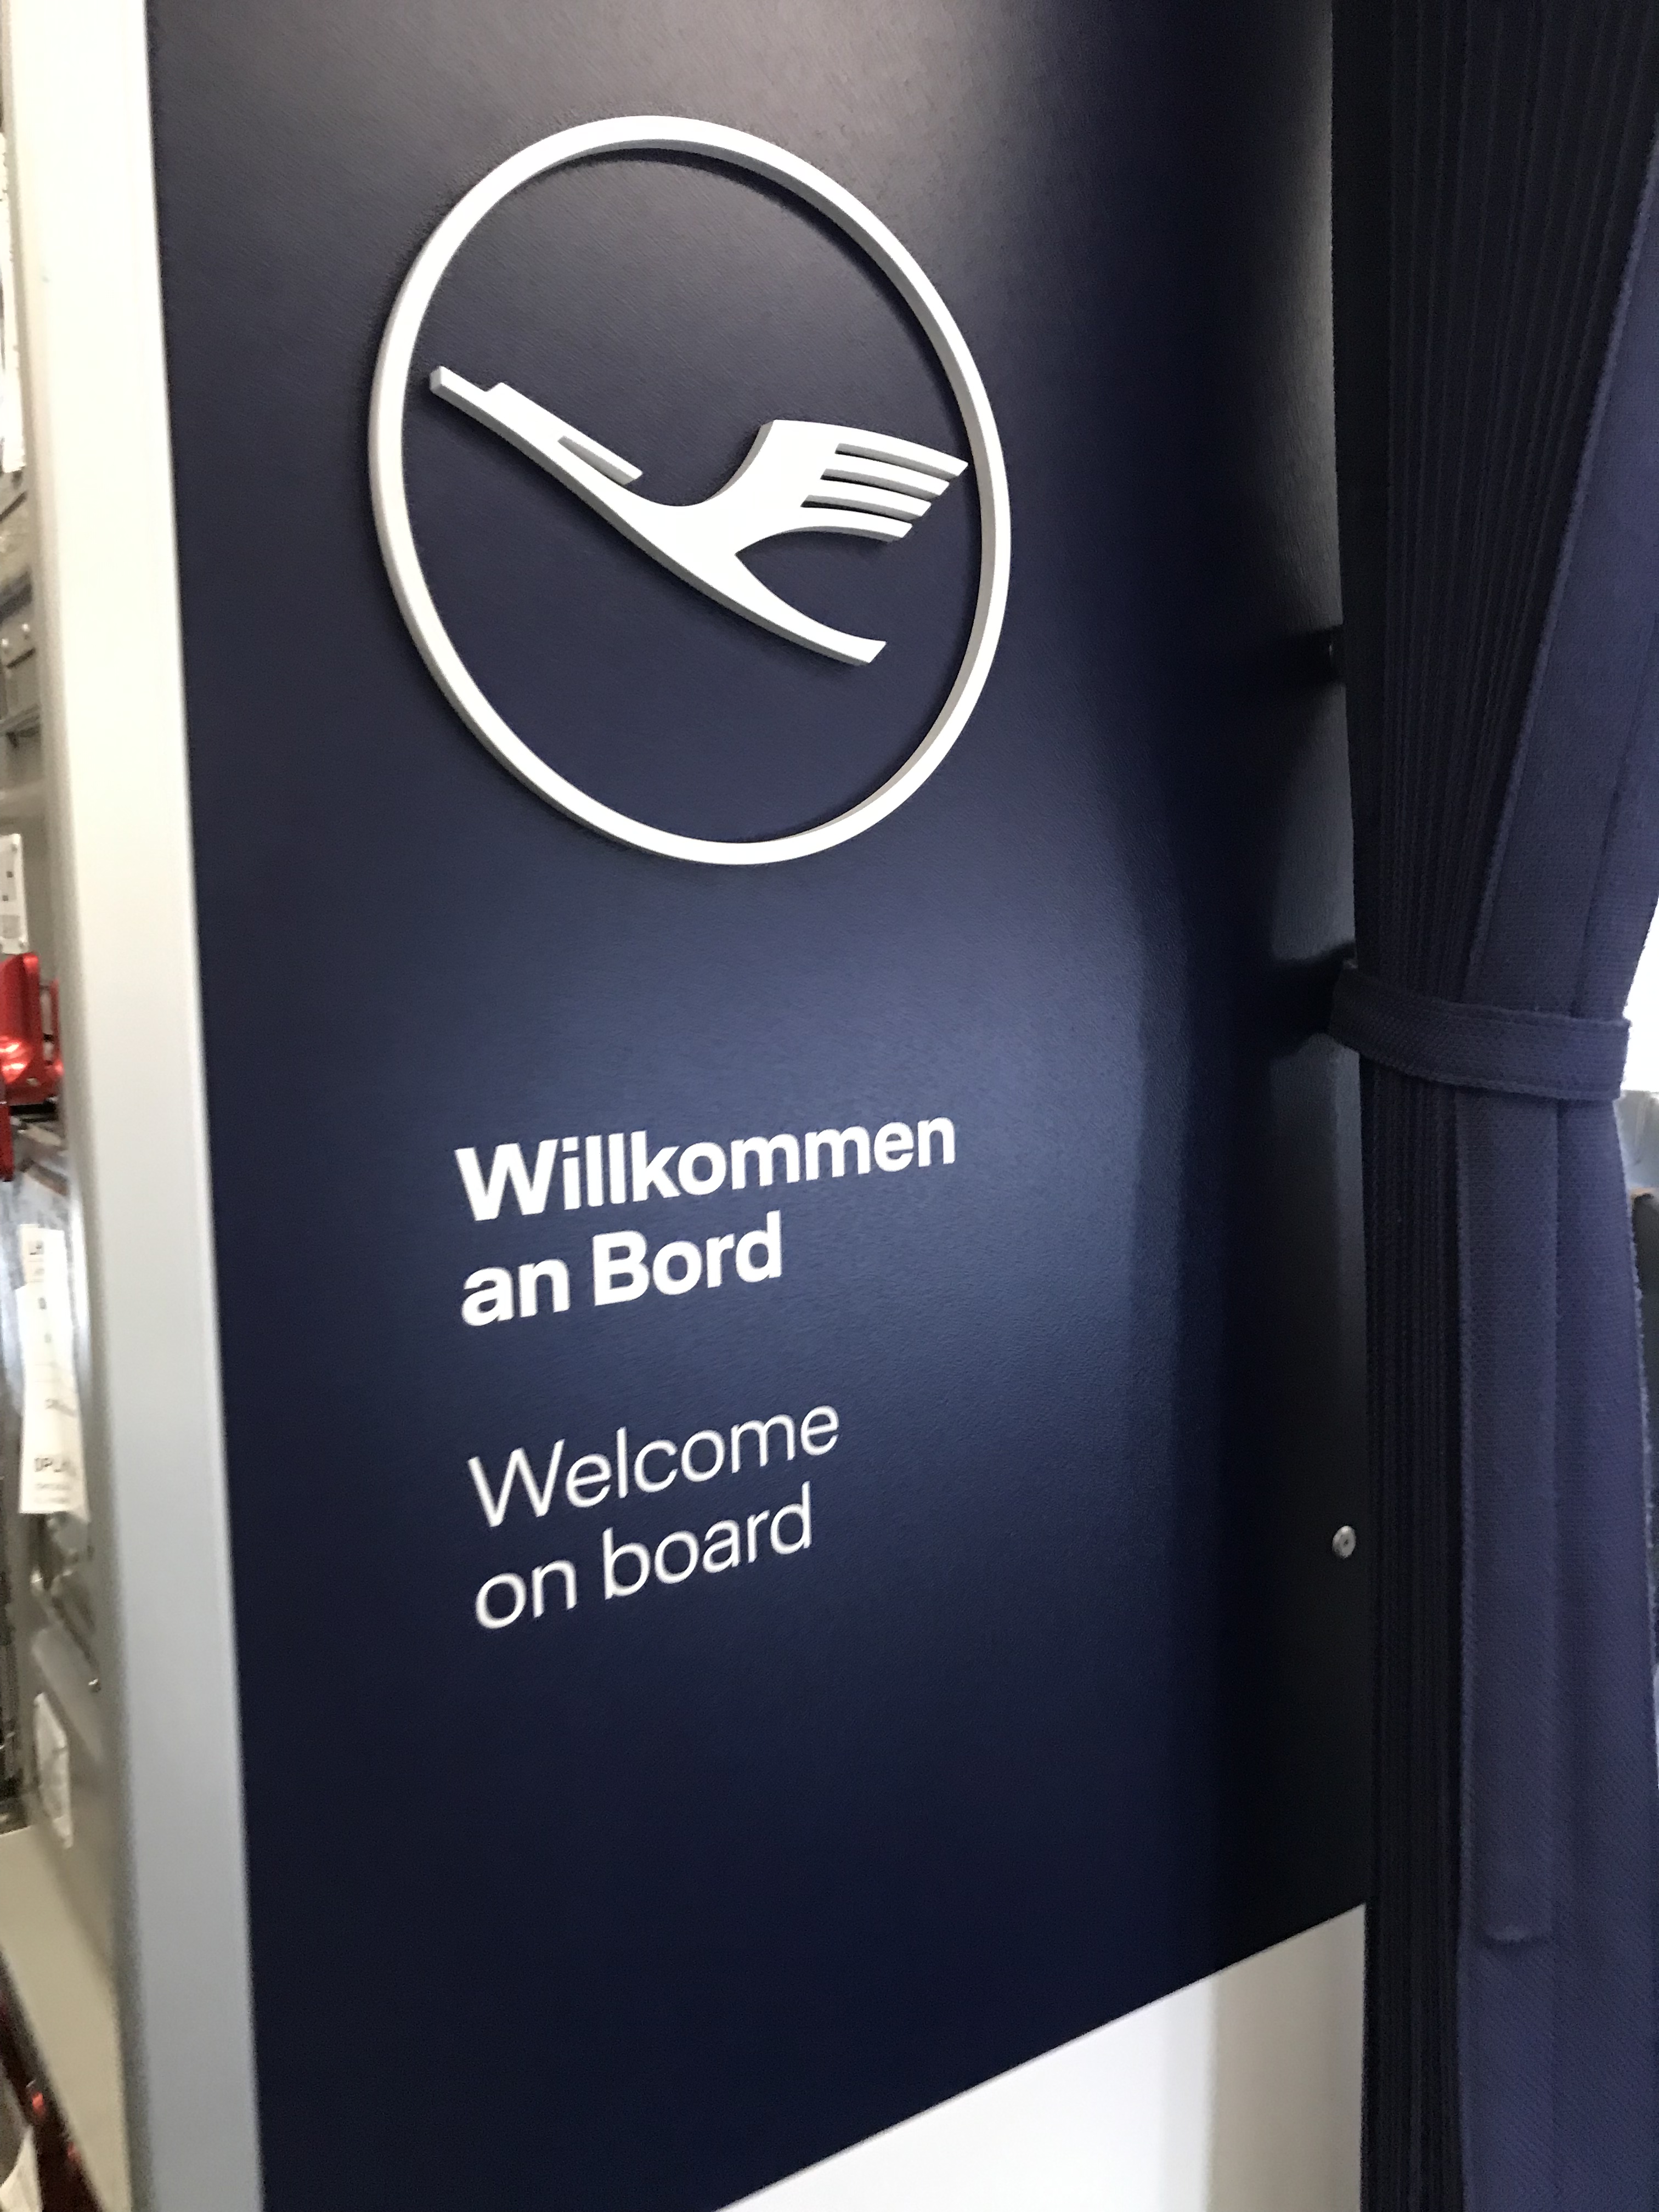 Willkommen
an Bord
Welcome
on board